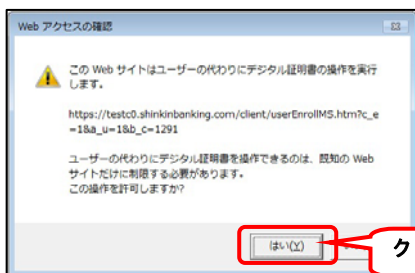 Web アクセスの確認
この Web サイトはユーザーの代わりにデジタル証明書の操作を実行
します。
https://testc0.shinkinbanking.com/client/userEnrollMS.htm?c_e
=1&a_u=1&b_c=1291
ユーザーの代わりにデジタル証明書を操作できるのは、既知の Web
サイトだけに制限する必要があります。
この操作を許可しますか?
はい(Y)
ク